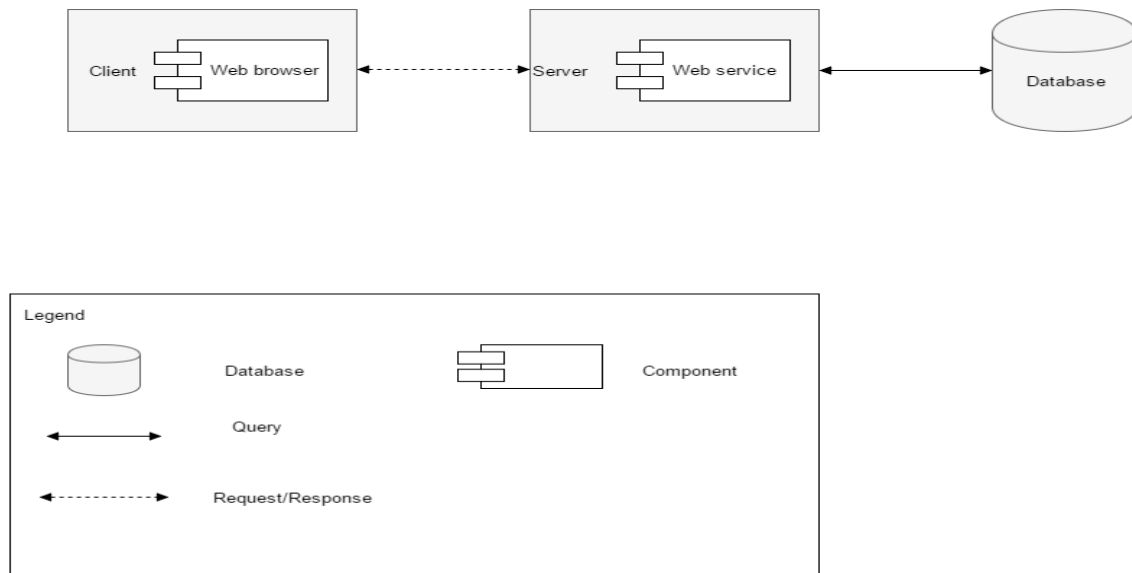 Client
Web browser
Server
Web service
Database
Legend
Database
Component
Query
Request/Response